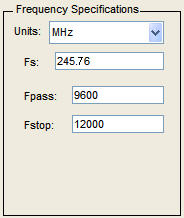 Frequency Specifications
Units: MHz
Fs: 245.76
Fpass: 9600
Fstop: 12000